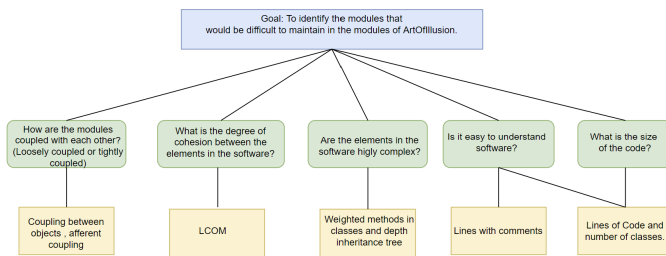 Goal: To identify the modules that
would be difficult to maintain in the modules of ArtOfIllusion.
How are the modules
coupled with each other?
(Loosely coupled or tightly
coupled)
What is the degree of
cohesion between the
elements in the software?
Are the elements in the
software higly complex?
Is it easy to understand
software?
What is the size
of the code?
Coupling between
objects , afferent
coupling
LCOM
Weighted methods in
classes and depth
inheritance tree
Lines with comments
Lines of Code and
number of classes.